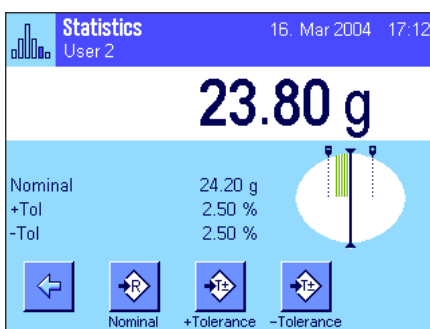 Statistics 16. Mar 2004 17:12
User 2
23.80 g
Nominal 24.20 g
+Tol 2.50 %
-Tol 2.50 %
R T± T±
Nominal +Tolerance -Tolerance